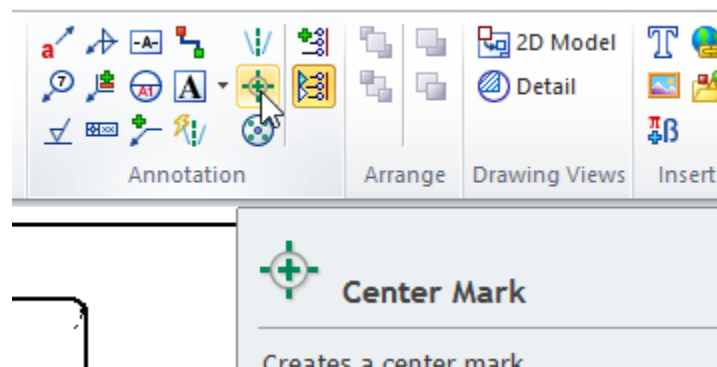 2D Model
Detail
Annotation
Arrange
Drawing Views
Insert
Center Mark
Creates a center mark